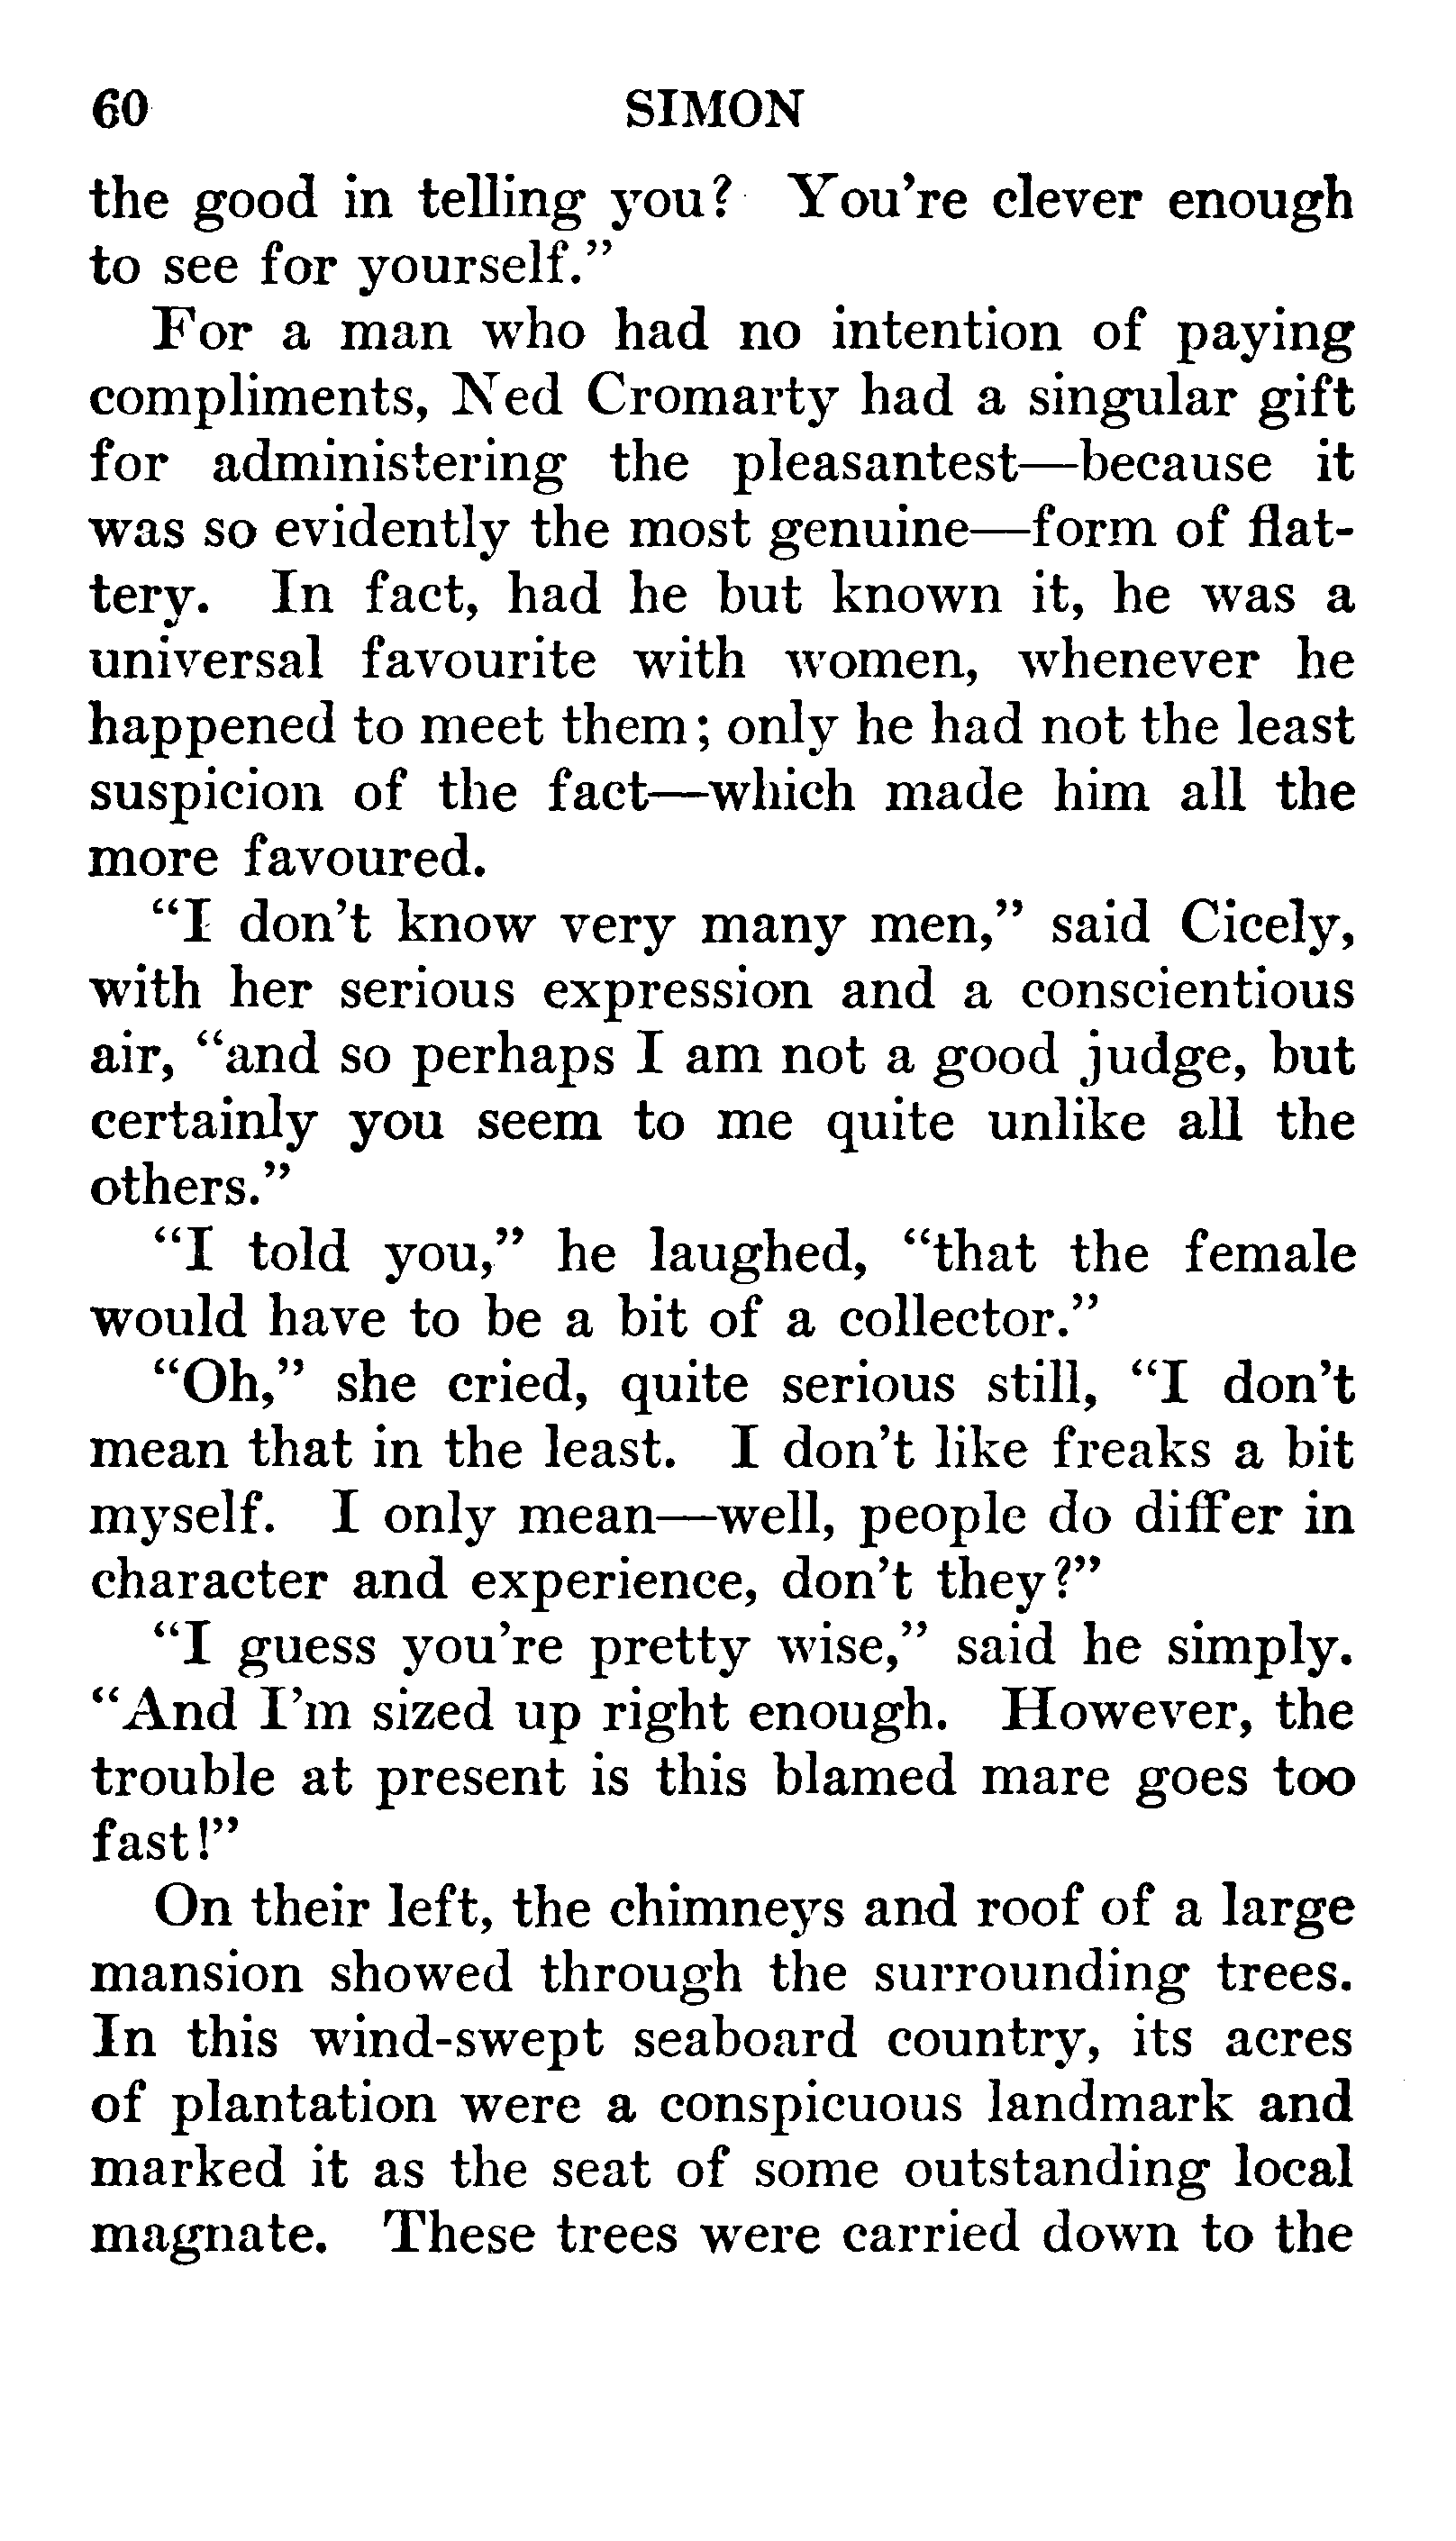 60 SIMON
the good in telling you? You're clever enough
to see for yourself."
For a man who had no intention of paying
compliments, Ned Cromarty had a singular gift
for administering the pleasantest—because it
was so evidently the most genuine—form of flat-
tery. In fact, had he but known it, he was a
universal favourite with women, whenever he
happened to meet them; only he had not the least
suspicion of the fact—which made him all the
more favoured.
"I don't know very many men," said Cicely,
with her serious expression and a conscientious
air, "and so perhaps I am not a good judge, but
certainly you seem to me quite unlike all the
others."
"I told you," he laughed, "that the female
would have to be a bit of a collector."
"Oh," she cried, quite serious still, "I don't
mean that in the least. I don't like freaks a bit
myself. I only mean—well, people do differ in
character and experience, don't they?"
"I guess you're pretty wise," said he simply.
"And I'm sized up right enough. However, the
trouble at present is this blamed mare goes too
fast!"
On their left, the chimneys and roof of a large
mansion showed through the surrounding trees.
In this wind-swept seaboard country, its acres
of plantation were a conspicuous landmark and
marked it as the seat of some outstanding local
magnate. These trees were carried down to the